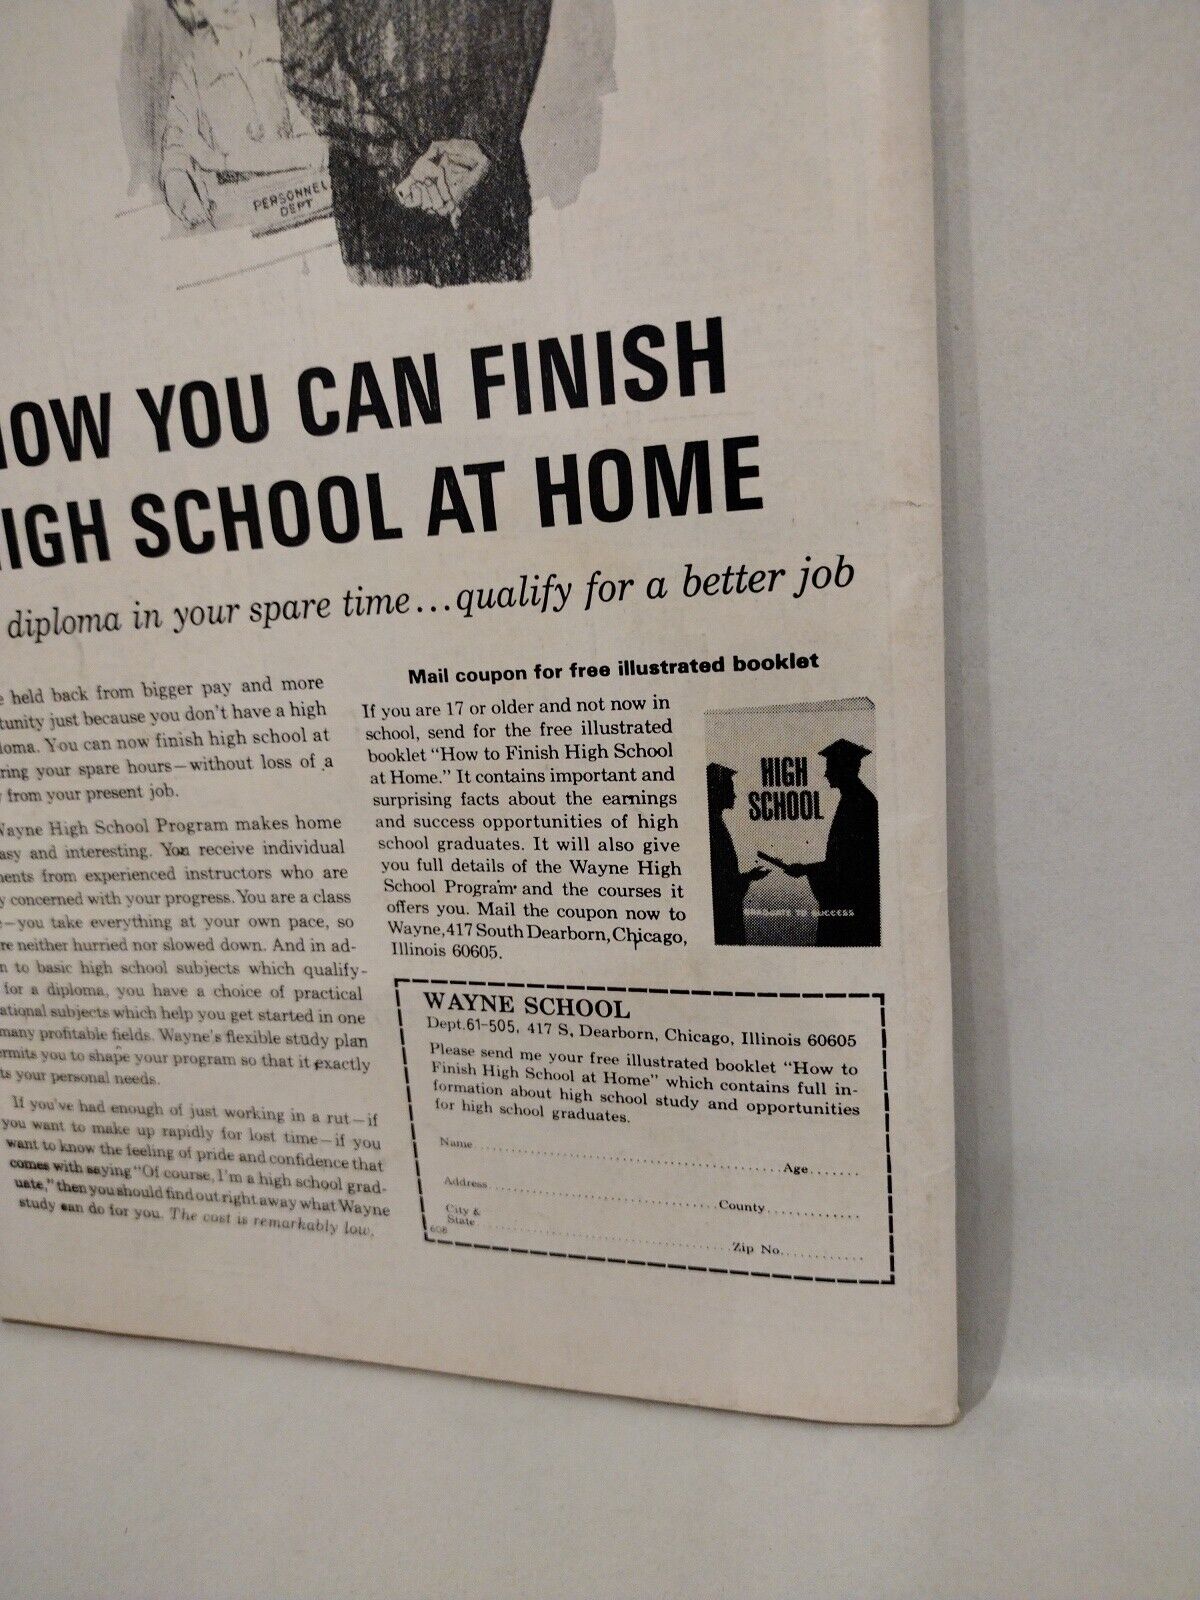 PERSONNEL
DEPT
NOW YOU CAN FINISH
HIGH SCHOOL AT HOME
diploma in your spare time...qualify for a better job
held back from bigger pay and more
tunity just because you don't have a high
loma. You can now finish high school at
ring your spare hours—without loss of a
from your present job.
Wayne High School Program makes home
asy and interesting. You receive individual
ents from experienced instructors who are
y concerned with your progress. You are a class
—you take everything at your own pace, so
re neither hurried nor slowed down. And in ad-
n to basic high school subjects which qualify-
for a diploma, you have a choice of practical
ational subjects which help you get started in one
many profitable fields. Wayne's flexible study plan
ermits you to shape your program so that it exactly
ts your personal needs.
If you've had enough of just working in a rut—if
you want to make up rapidly for lost time—if you
want to know the feeling of pride and confidence that
comes with saying "Of course, I'm a high school grad-
uate," then you should find out right away what Wayne
study can do for you. The cost is remarkably low.
Mail coupon for free illustrated booklet
If you are 17 or older and not now in
school, send for the free illustrated
booklet "How to Finish High School
at Home." It contains important and
surprising facts about the earnings
and success opportunities of high
school graduates. It will also give
you full details of the Wayne High
School Program and the courses it
offers you. Mail the coupon now to
Wayne, 417 South Dearborn, Chicago,
Illinois 60605.
HIGH
SCHOOL
GRADUATE TO SUCCESS
WAYNE SCHOOL
Dept.61-505, 417 S. Dearborn, Chicago, Illinois 60605
Please send me your free illustrated booklet "How to
Finish High School at Home" which contains full in-
formation about high school study and opportunities
for high school graduates.
Name Age
Address County
City &
State Zip No.
608